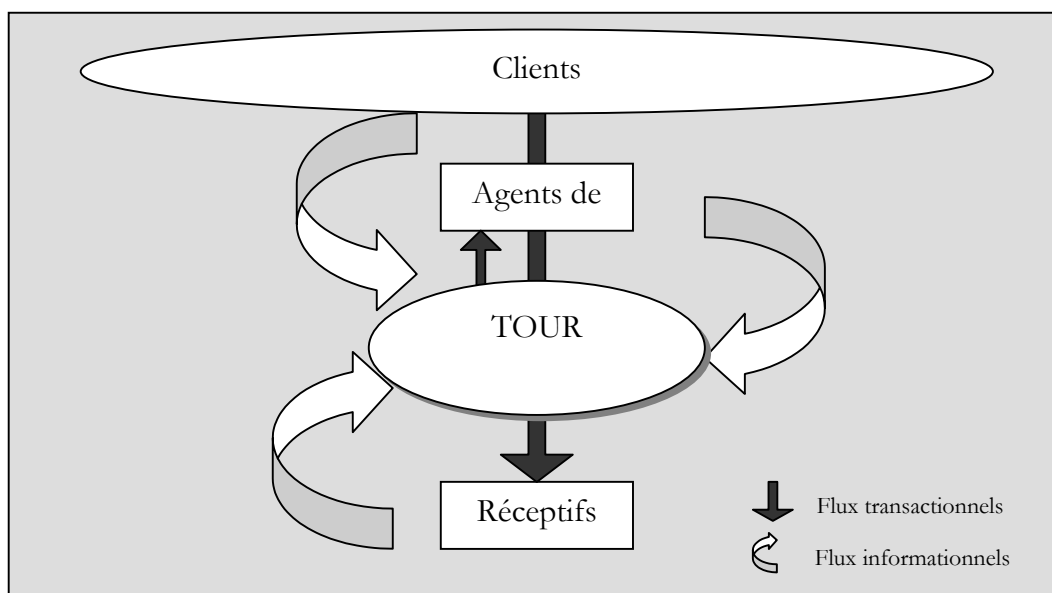 Clients
Agents de
TOUR
Réceptifs
Flux transactionnels
Flux informationnels